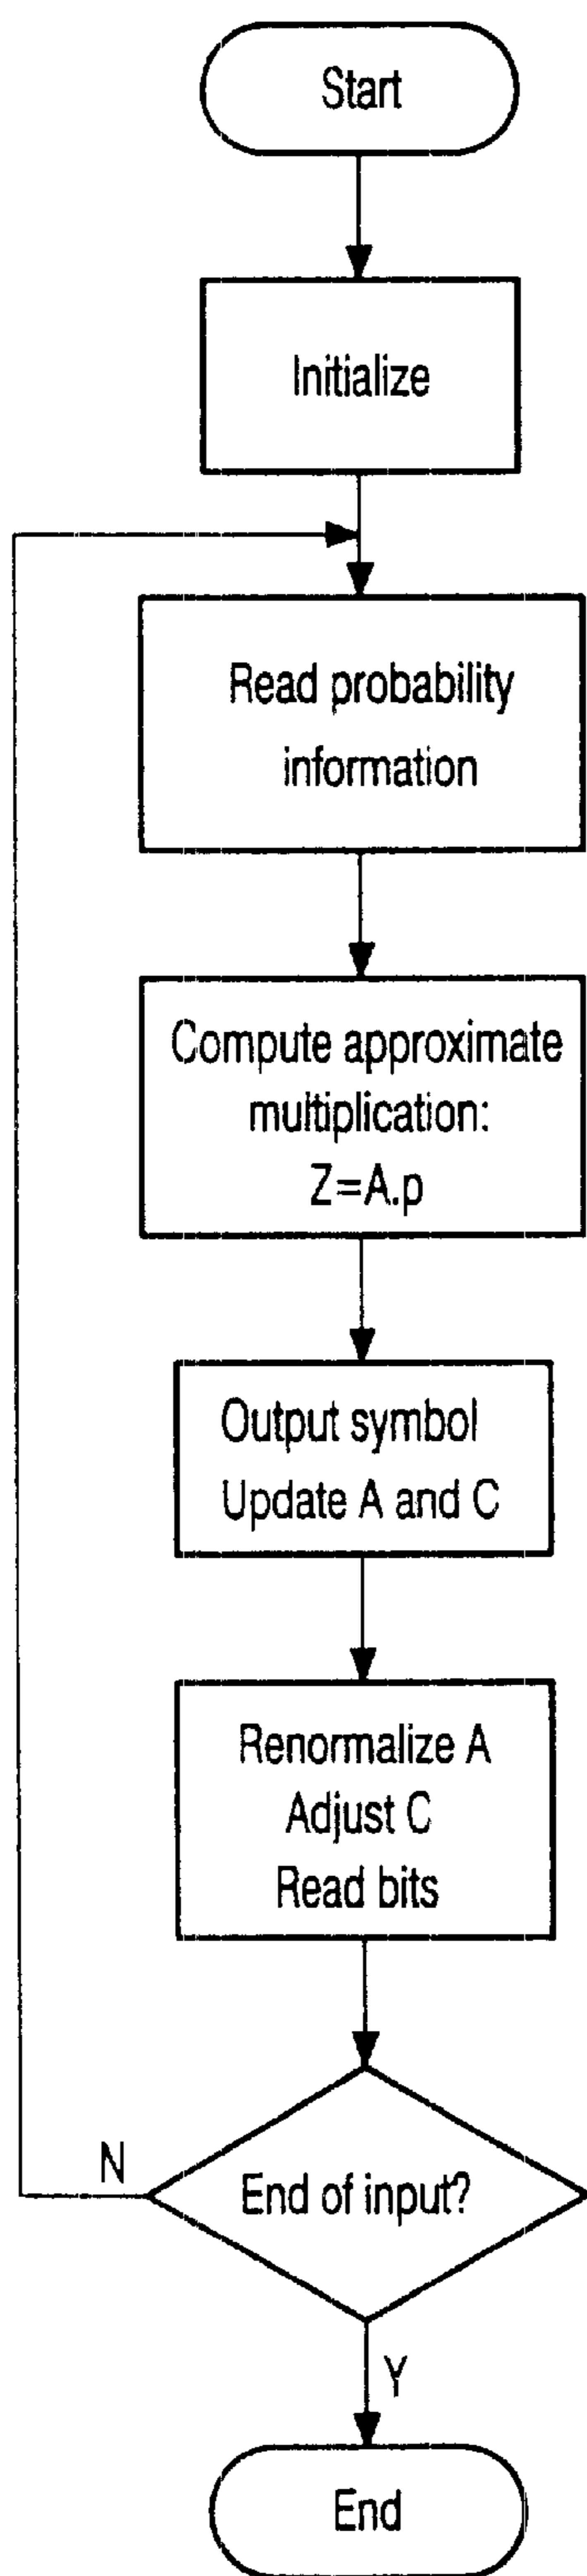 Start
Initialize
Read probability
information
Compute approximate
multiplication:
Z=A.p
Output symbol
Update A and C
Renormalize A
Adjust C
Read bits
N
End of input?
Y
End